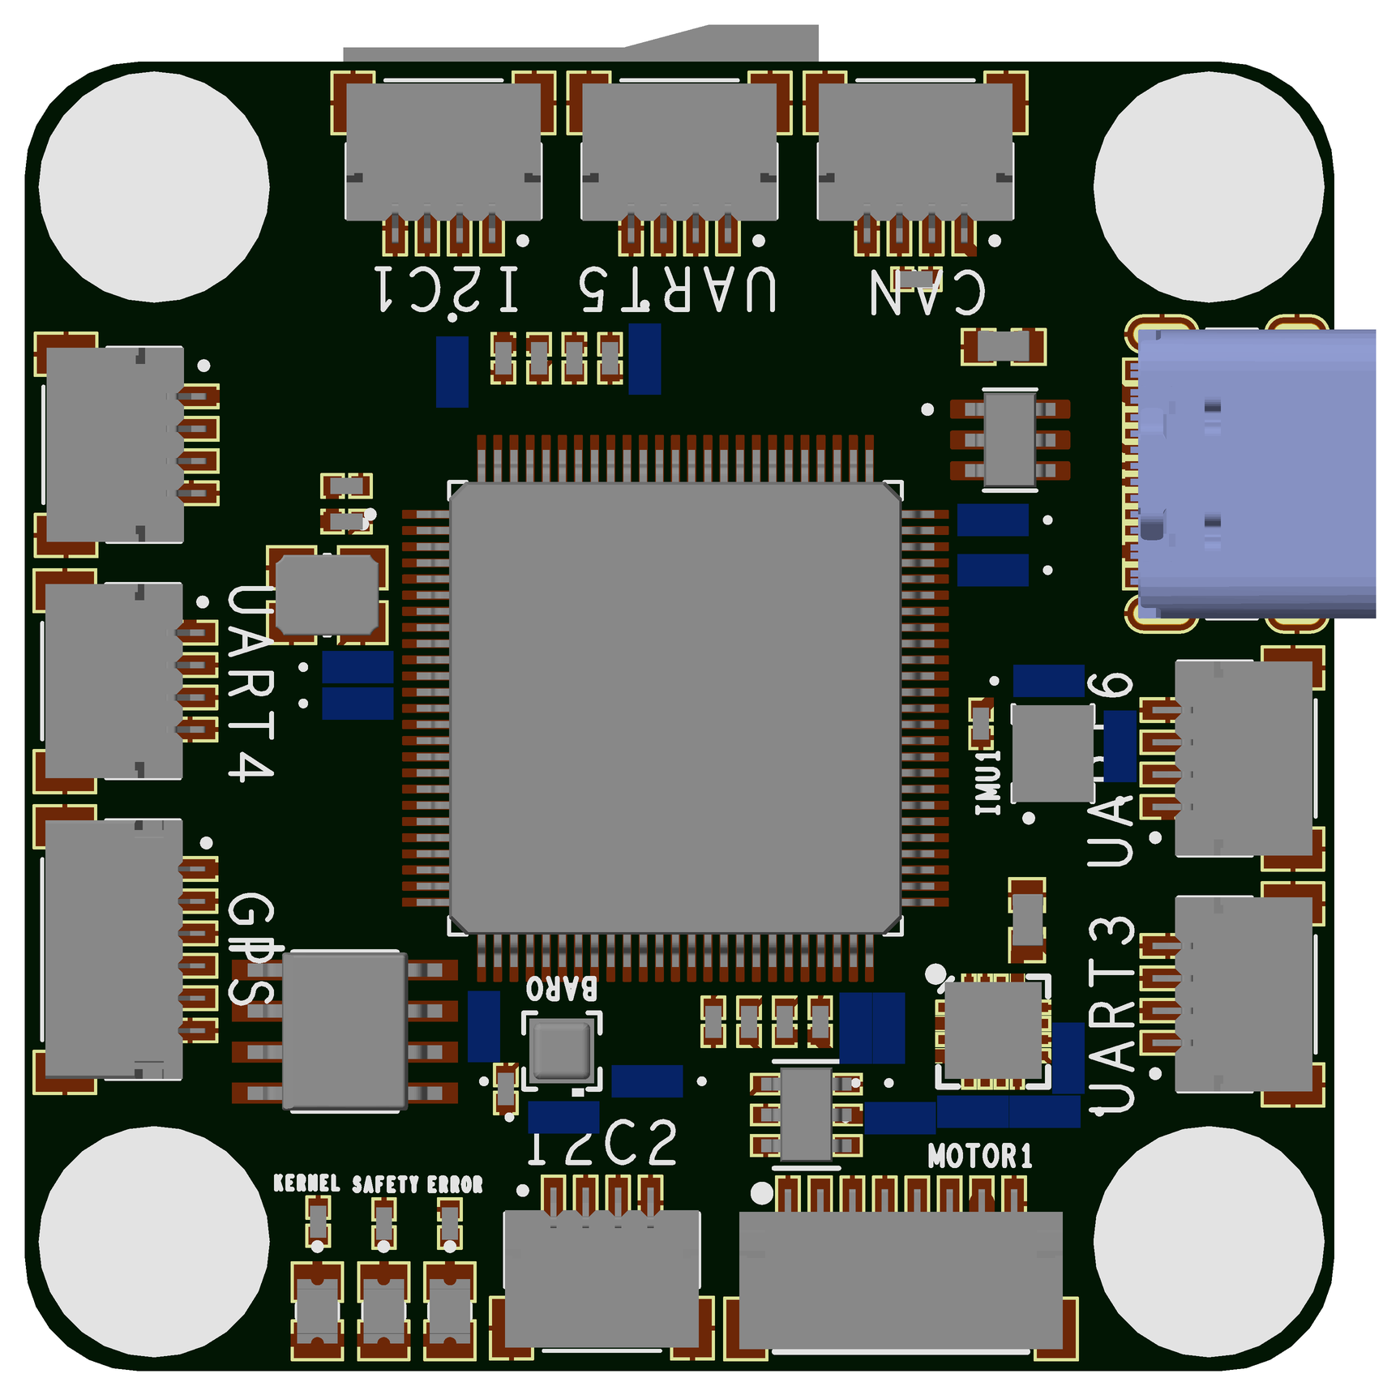 I2C1
UART5
CAN
UART4
UART6
IMU1
GPS
UART3
BARO
I2C2
MOTOR1
KERNEL
SAFETY
ERROR